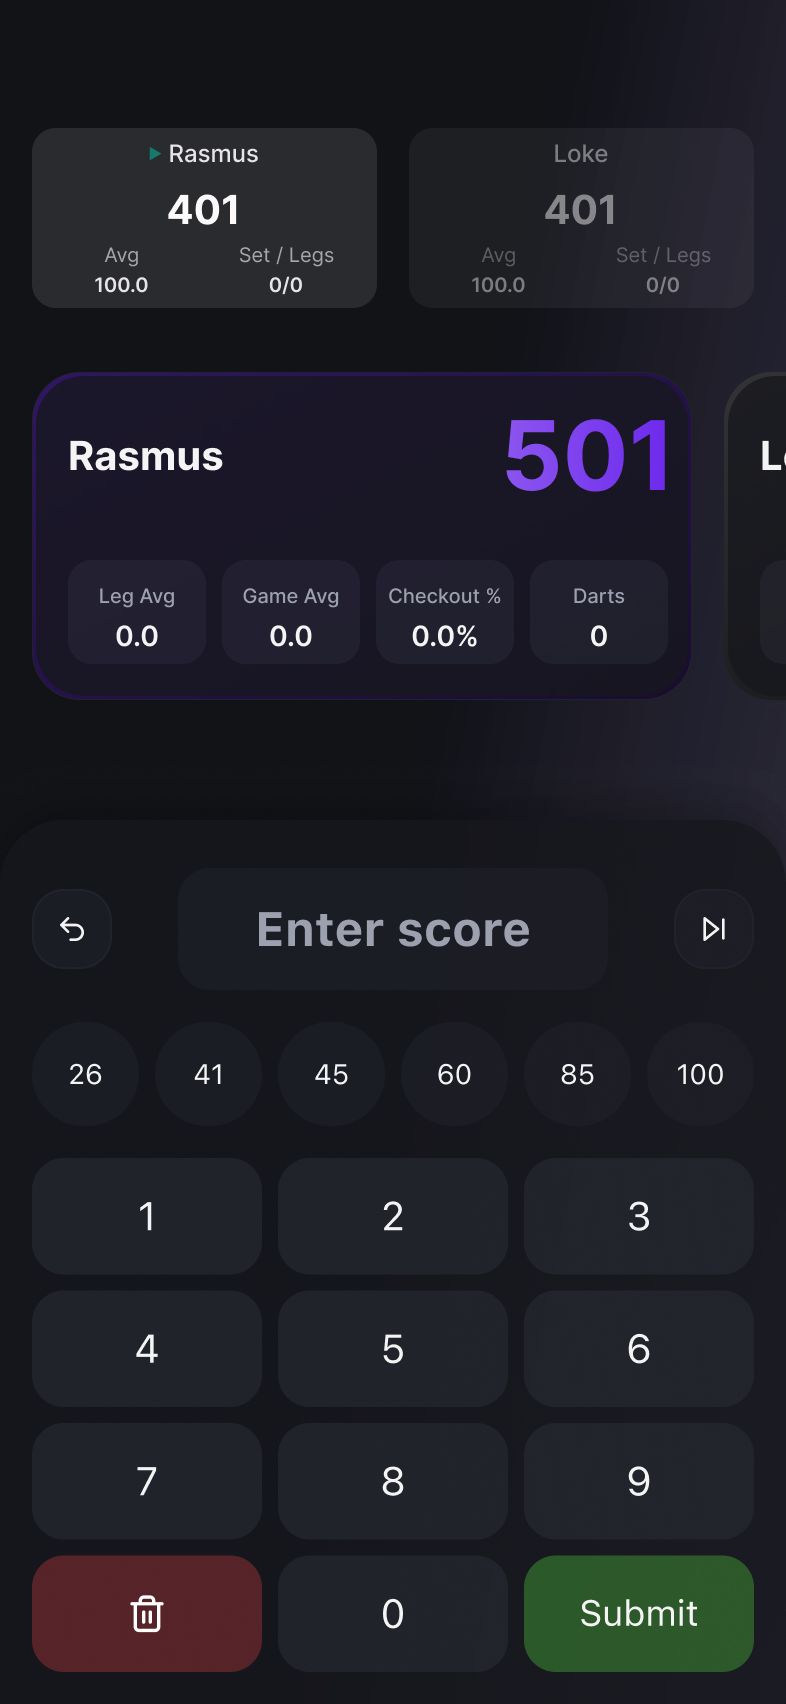 Rasmus
401
Avg
100.0
Set / Legs
0/0
Loke
401
Avg
100.0
Set / Legs
0/0
Rasmus
501
Leg Avg
0.0
Game Avg
0.0
Checkout %
0.0%
Darts
0
Enter score
26 41 45 60 85 100
1 2 3
4 5 6
7 8 9
0 Submit